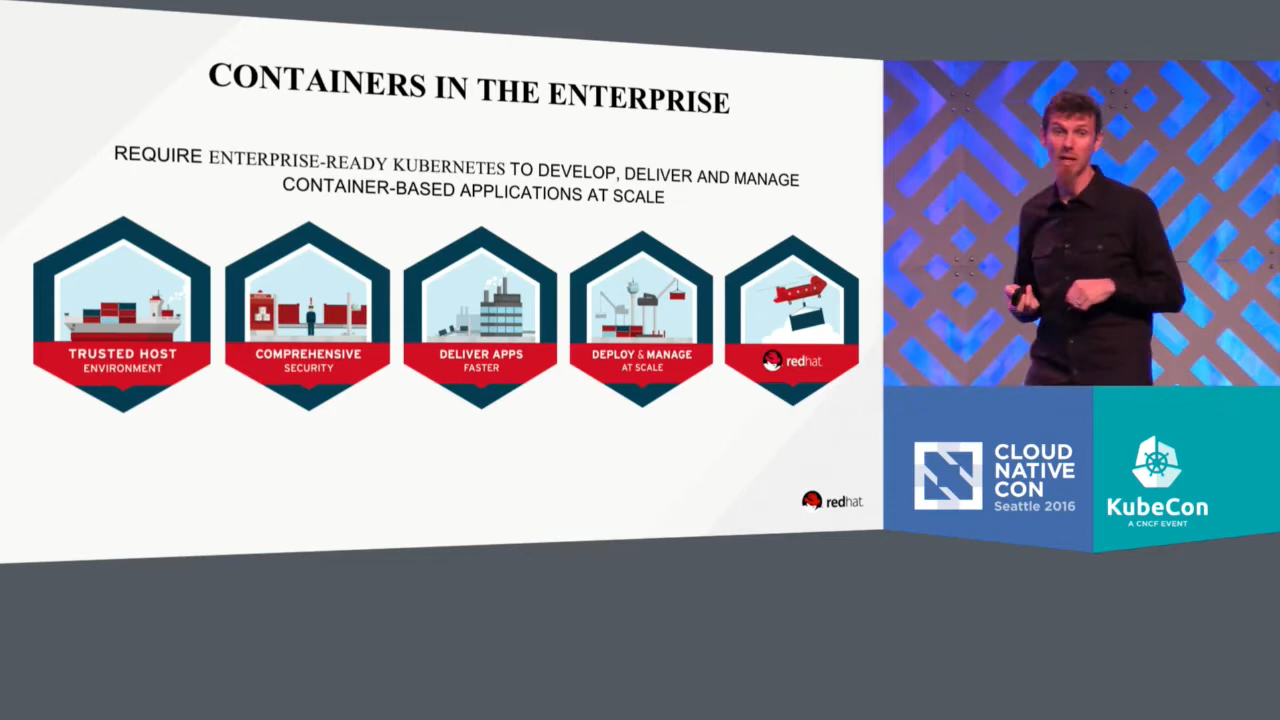 CONTAINERS IN THE ENTERPRISE
REQUIRE ENTERPRISE-READY KUBERNETES TO DEVELOP, DELIVER AND MANAGE
CONTAINER-BASED APPLICATIONS AT SCALE
TRUSTED HOST
ENVIRONMENT
COMPREHENSIVE
SECURITY
DELIVER APPS
FASTER
DEPLOY & MANAGE
AT SCALE
redhat.
redhat.
CLOUD
NATIVE
CON
Seattle 2016
KubeCon
A CNCF EVENT